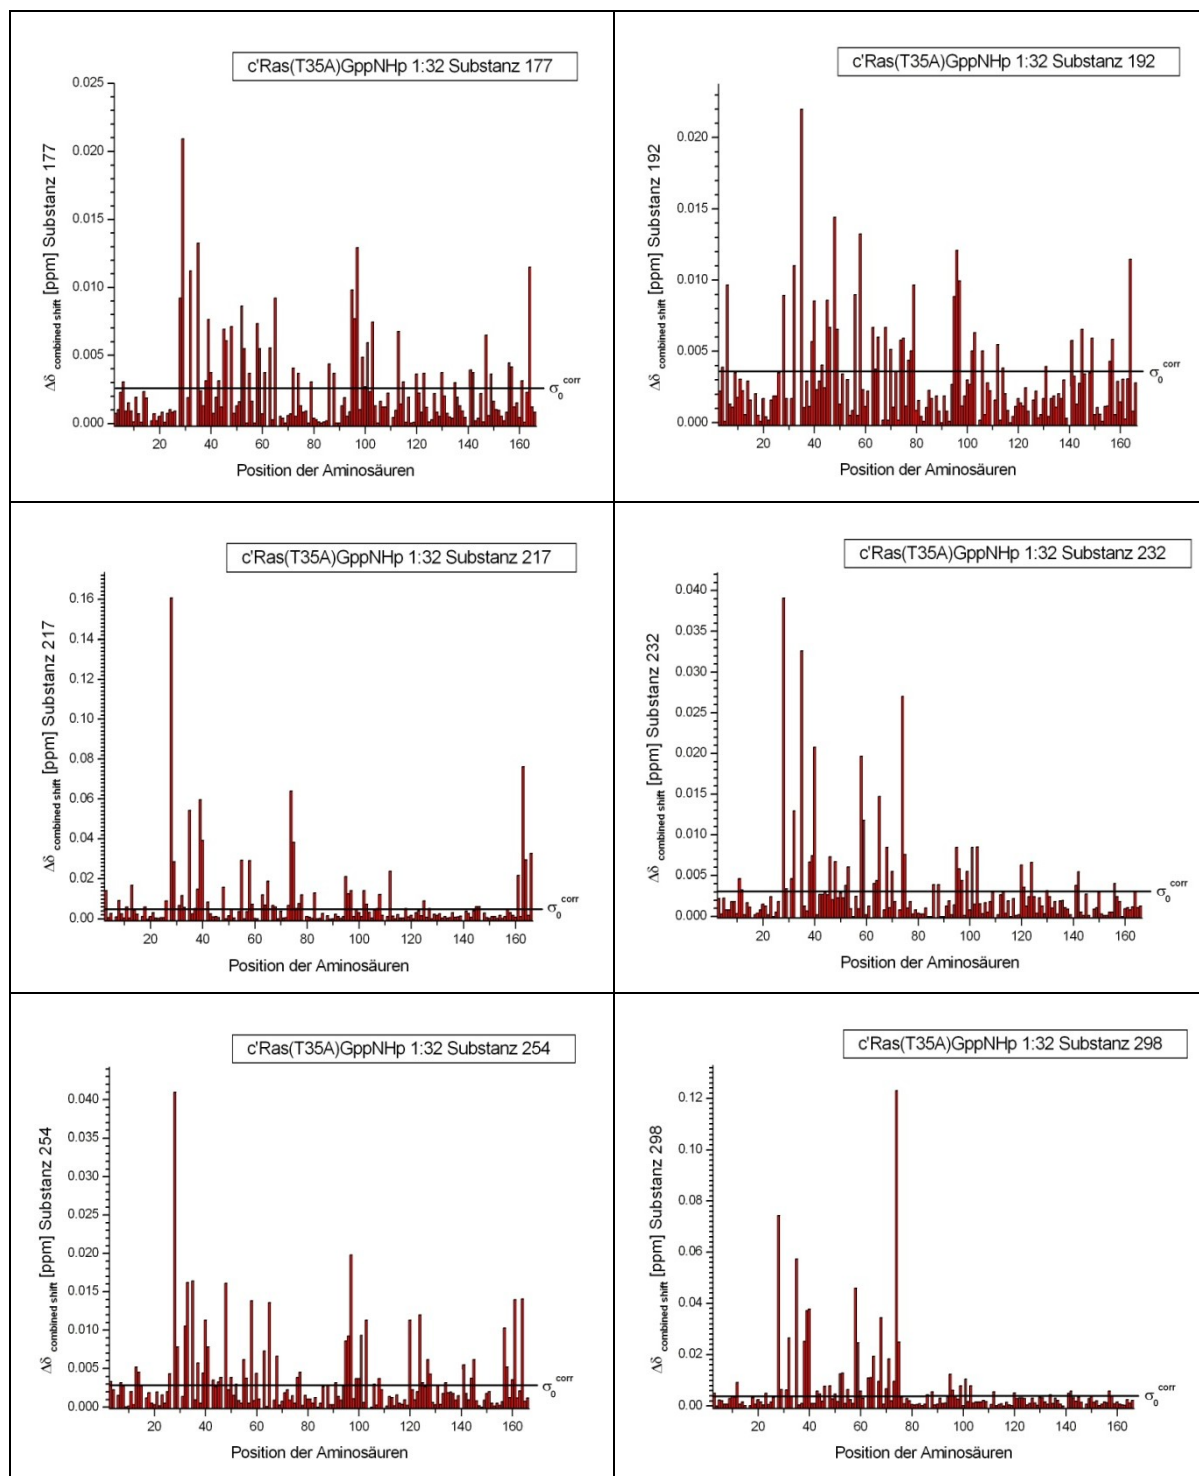 c'Ras(T35A)GppNHp 1:32 Substanz 177
Δδ combined shift [ppm] Substanz 177
0.025
0.020
0.015
0.010
0.005
0.000
σ₀ᶜᵒʳʳ
20 40 60 80 100 120 140 160
Position der Aminosäuren
c'Ras(T35A)GppNHp 1:32 Substanz 192
Δδ combined shift [ppm] Substanz 192
0.020
0.015
0.010
0.005
0.000
σ₀ᶜᵒʳʳ
20 40 60 80 100 120 140 160
Position der Aminosäuren
c'Ras(T35A)GppNHp 1:32 Substanz 217
Δδ combined shift [ppm] Substanz 217
0.16
0.14
0.12
0.10
0.08
0.06
0.04
0.02
0.00
σ₀ᶜᵒʳʳ
20 40 60 80 100 120 140 160
Position der Aminosäuren
c'Ras(T35A)GppNHp 1:32 Substanz 232
Δδ combined shift [ppm] Substanz 232
0.040
0.035
0.030
0.025
0.020
0.015
0.010
0.005
0.000
σ₀ᶜᵒʳʳ
20 40 60 80 100 120 140 160
Position der Aminosäuren
c'Ras(T35A)GppNHp 1:32 Substanz 254
Δδ combined shift [ppm] Substanz 254
0.040
0.035
0.030
0.025
0.020
0.015
0.010
0.005
0.000
σ₀ᶜᵒʳʳ
20 40 60 80 100 120 140 160
Position der Aminosäuren
c'Ras(T35A)GppNHp 1:32 Substanz 298
Δδ combined shift [ppm] Substanz 298
0.12
0.10
0.08
0.06
0.04
0.02
0.00
σ₀ᶜᵒʳʳ
20 40 60 80 100 120 140 160
Position der Aminosäuren